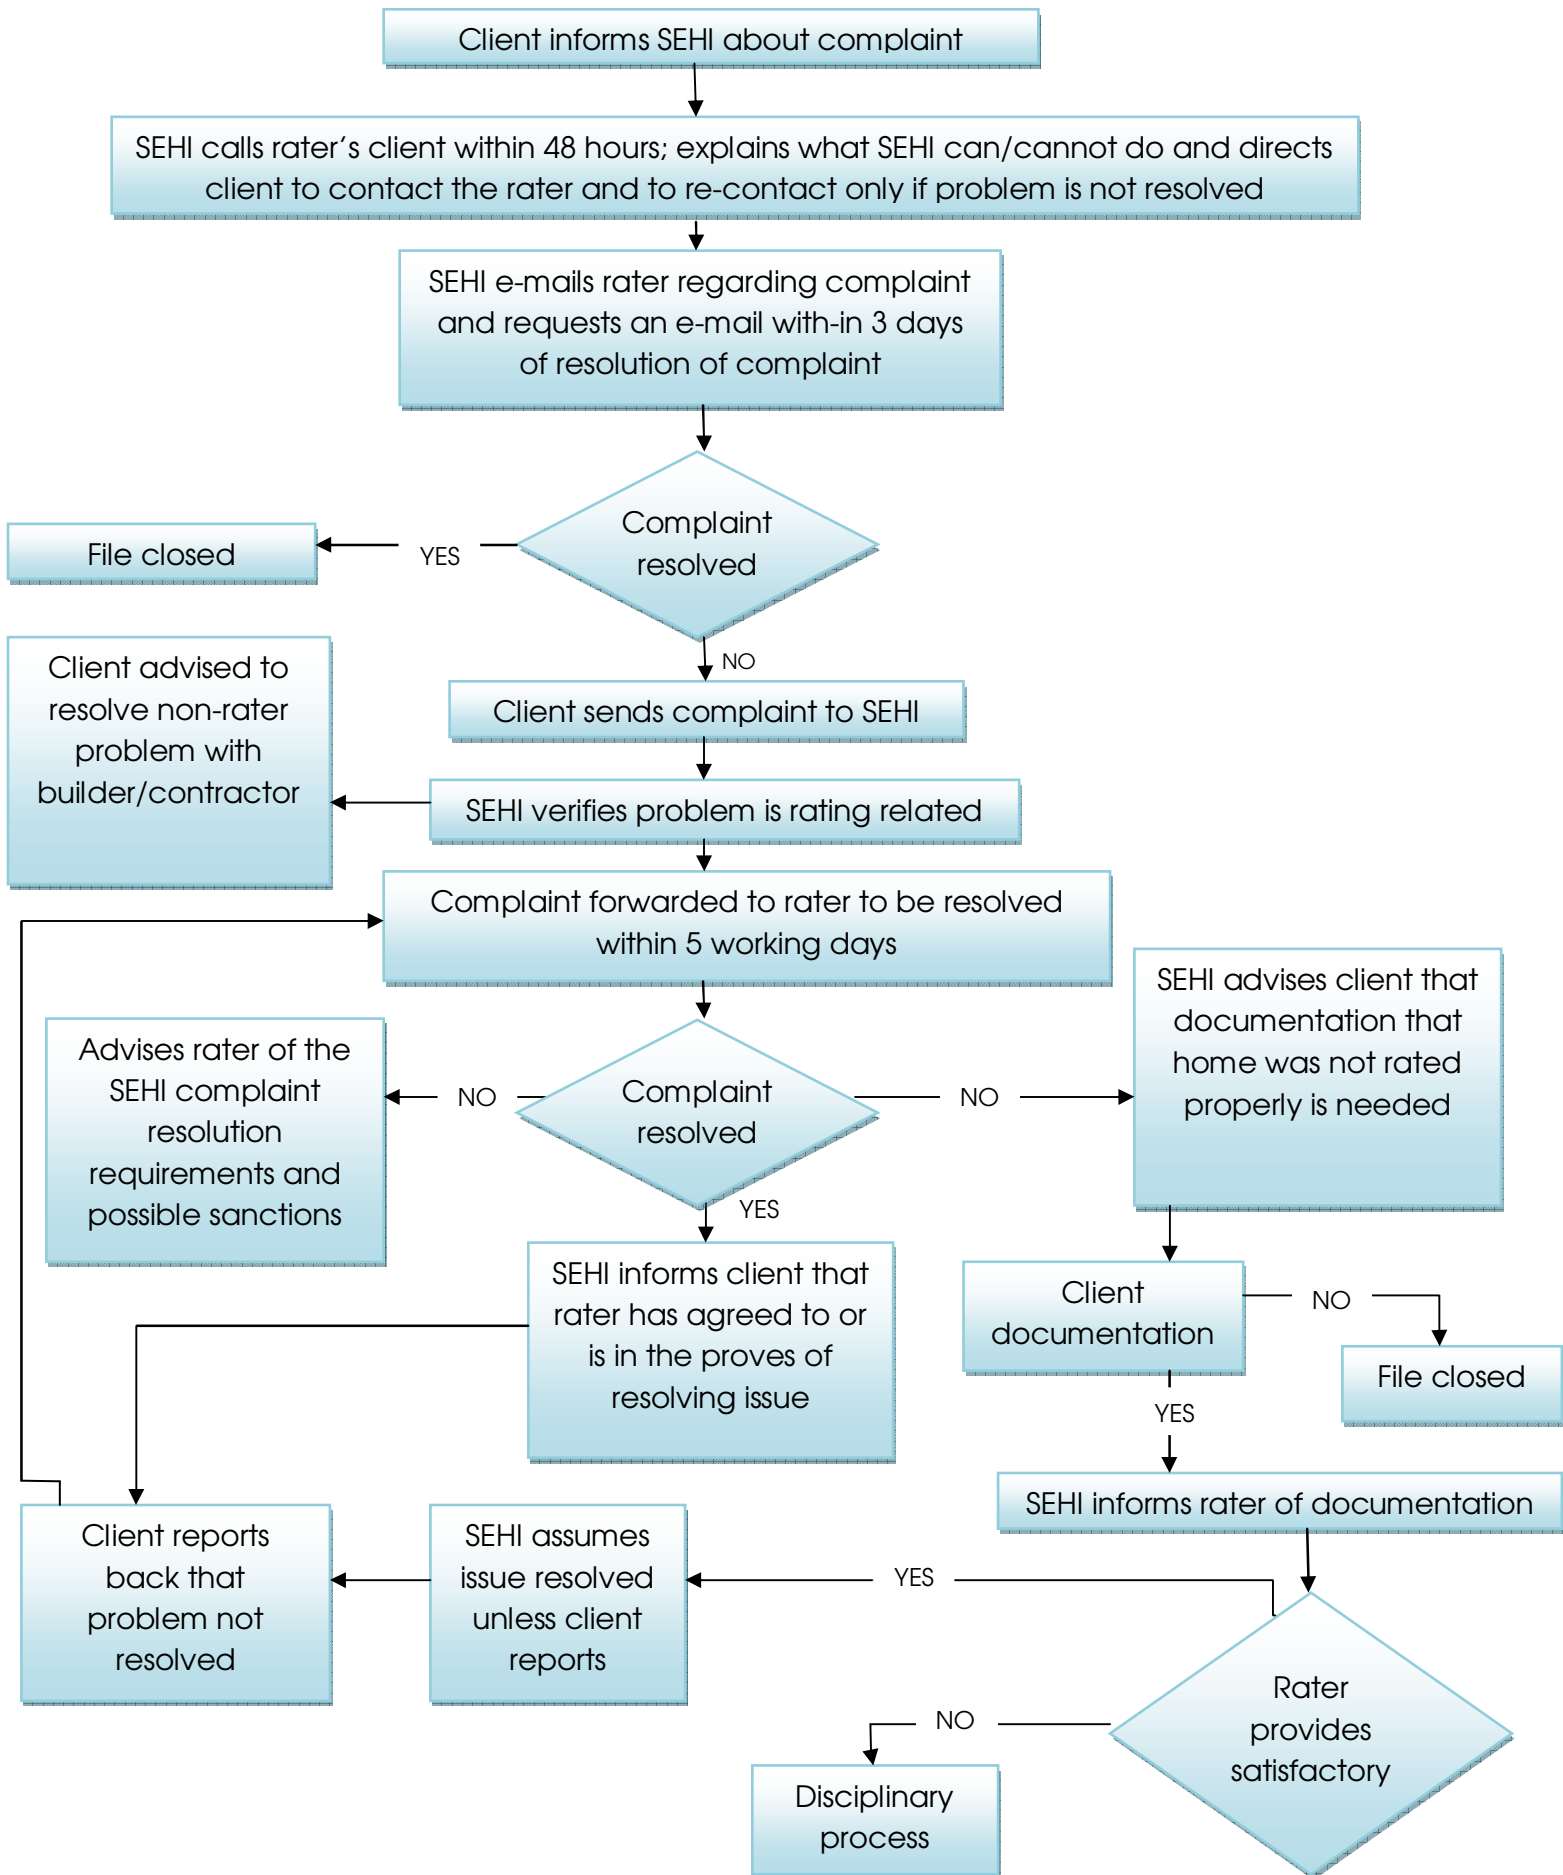 Client informs SEHI about complaint
SEHI calls rater’s client within 48 hours; explains what SEHI can/cannot do and directs
client to contact the rater and to re-contact only if problem is not resolved
SEHI e-mails rater regarding complaint
and requests an e-mail with-in 3 days
of resolution of complaint
Complaint
resolved
YES
File closed
NO
Client sends complaint to SEHI
SEHI verifies problem is rating related
Client advised to
resolve non-rater
problem with
builder/contractor
Complaint forwarded to rater to be resolved
within 5 working days
Complaint
resolved
NO
Advises rater of the
SEHI complaint
resolution
requirements and
possible sanctions
NO
SEHI advises client that
documentation that
home was not rated
properly is needed
YES
SEHI informs client that
rater has agreed to or
is in the proves of
resolving issue
Client
documentation
NO
File closed
YES
SEHI informs rater of documentation
Client reports
back that
problem not
resolved
SEHI assumes
issue resolved
unless client
reports
YES
Rater
provides
satisfactory
NO
Disciplinary
process